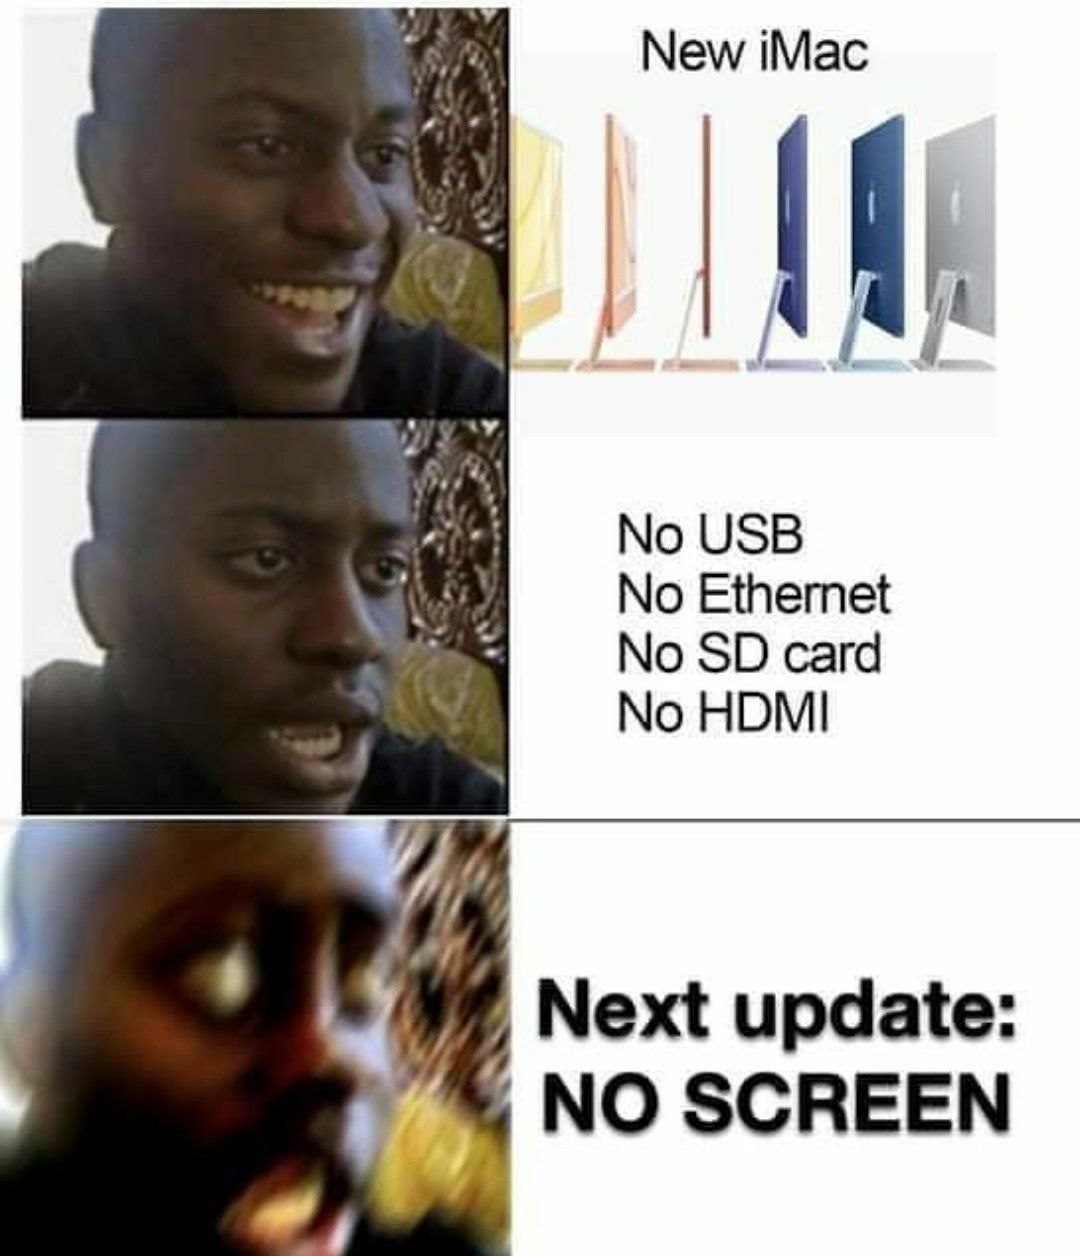 New iMac
No USB
No Ethernet
No SD card
No HDMI
Next update:
NO SCREEN